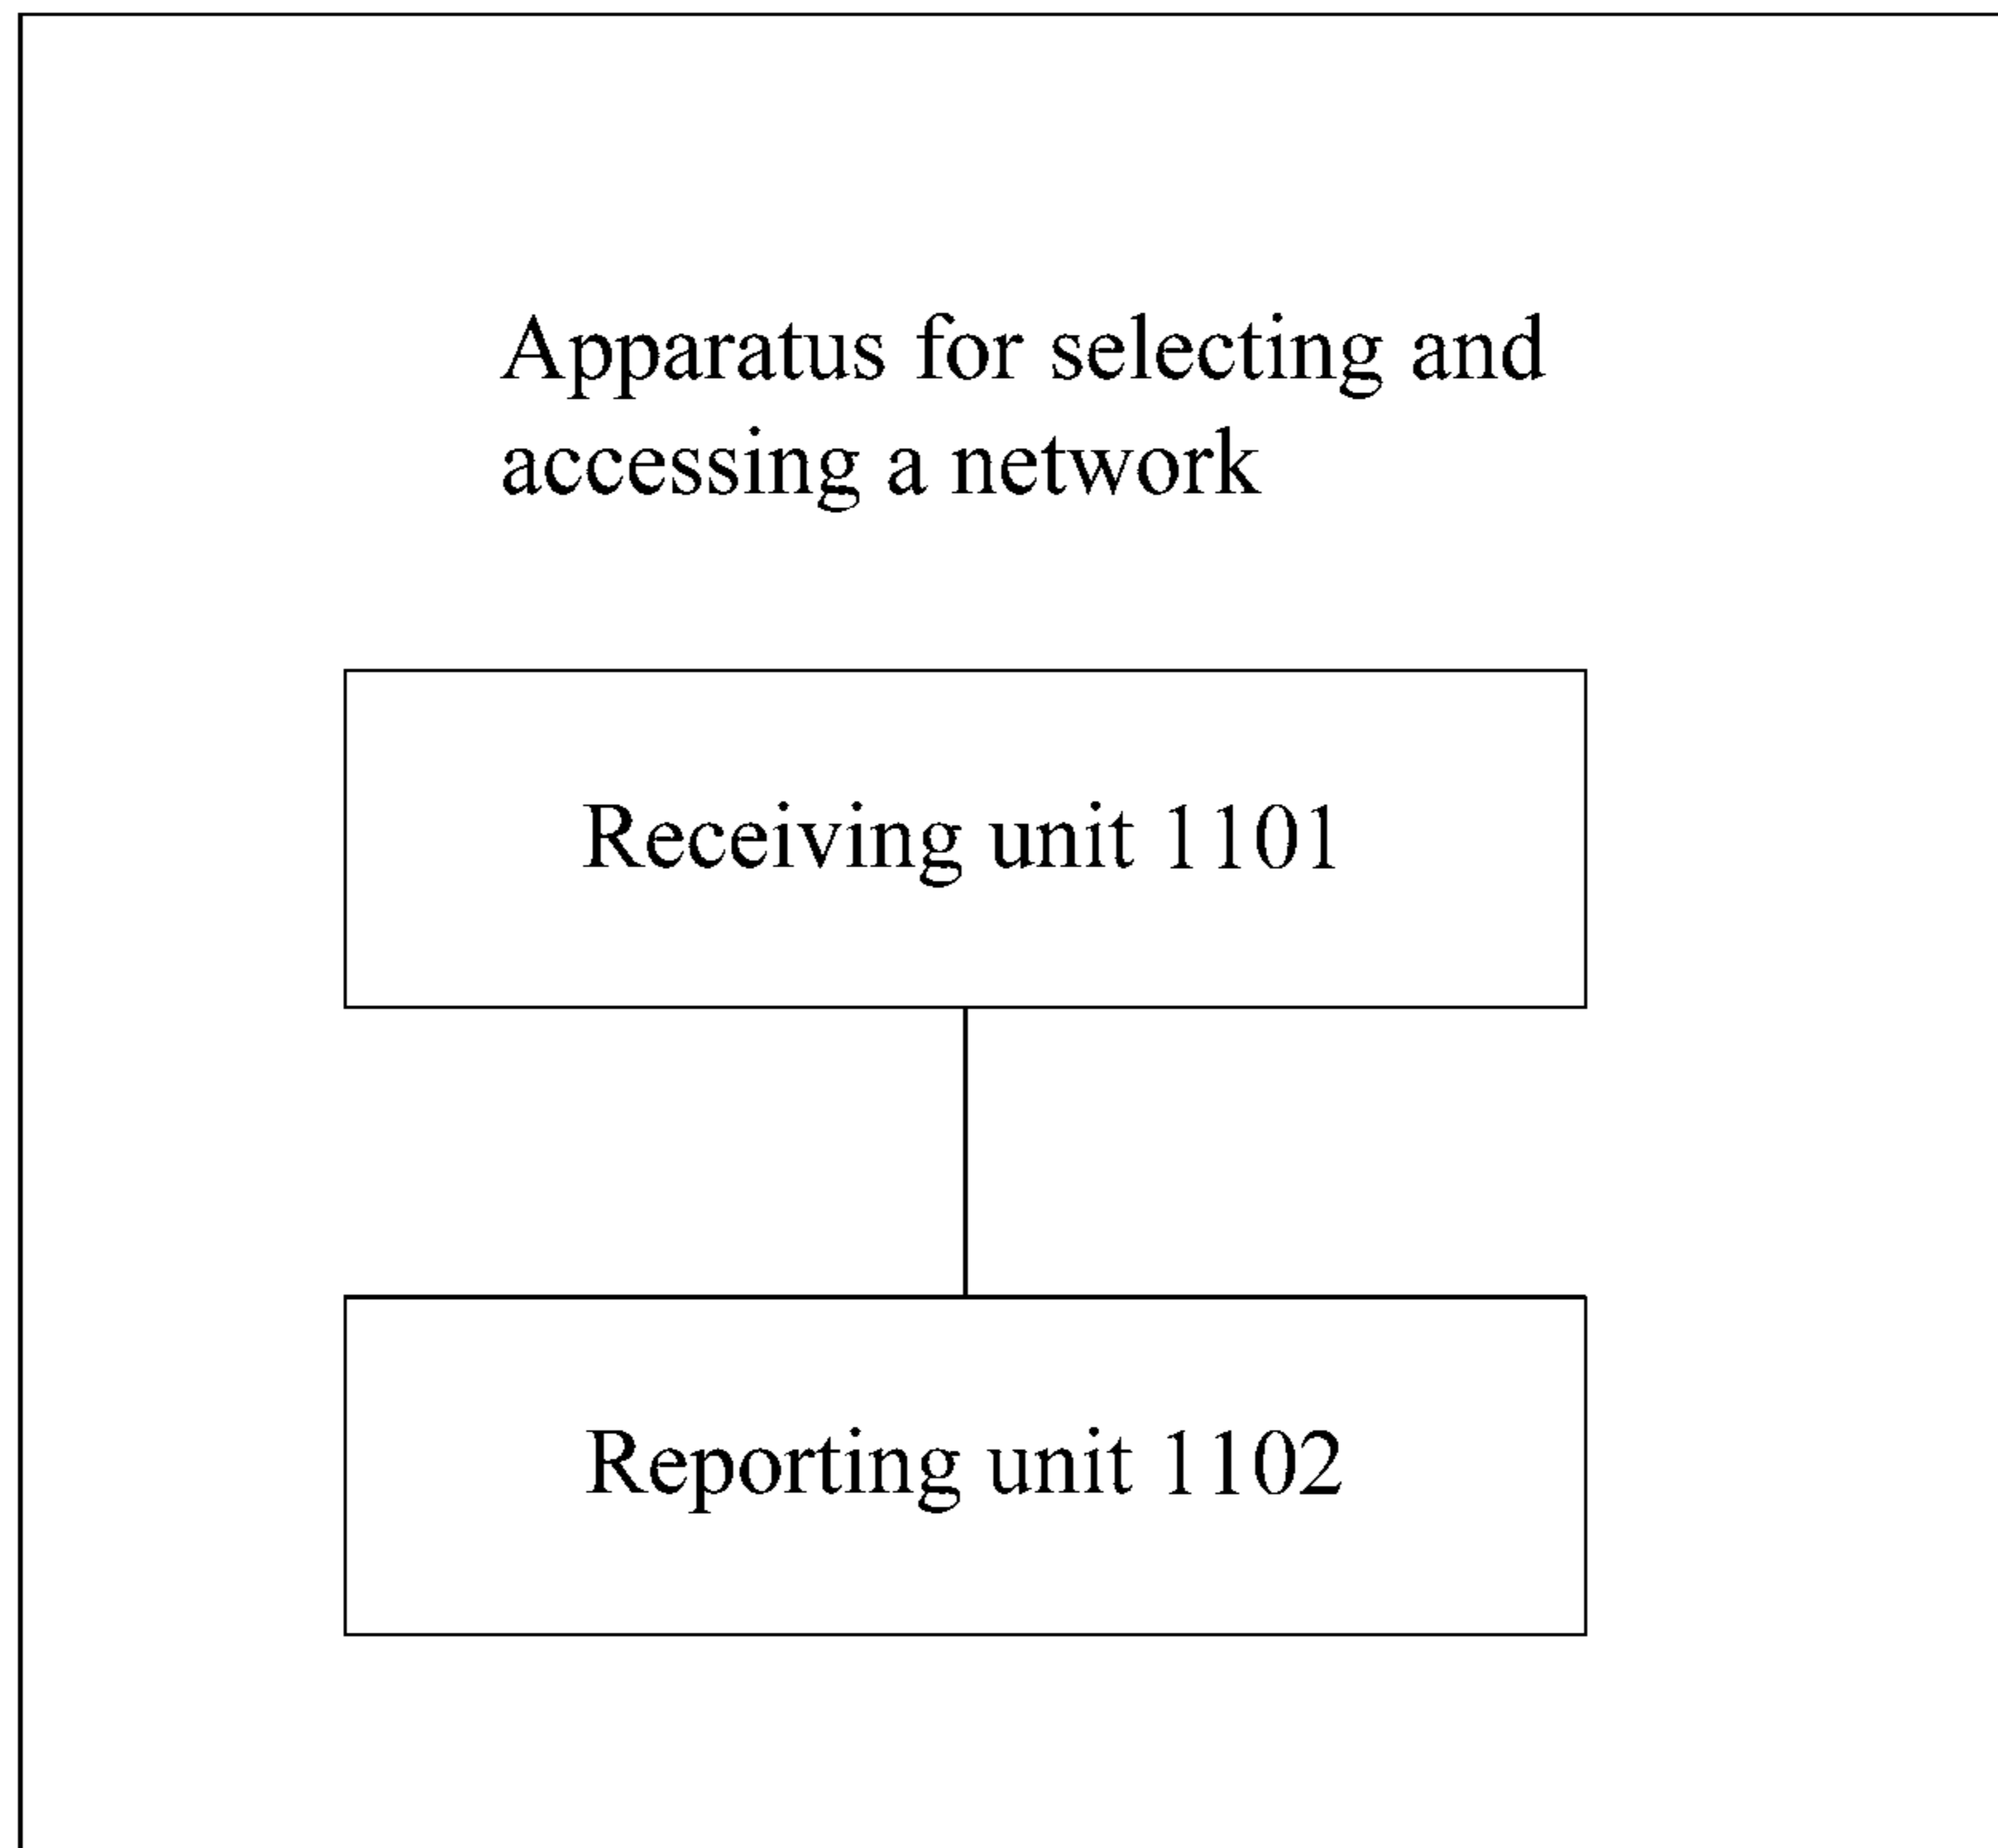 Apparatus for selecting and
accessing a network
Receiving unit 1101
Reporting unit 1102